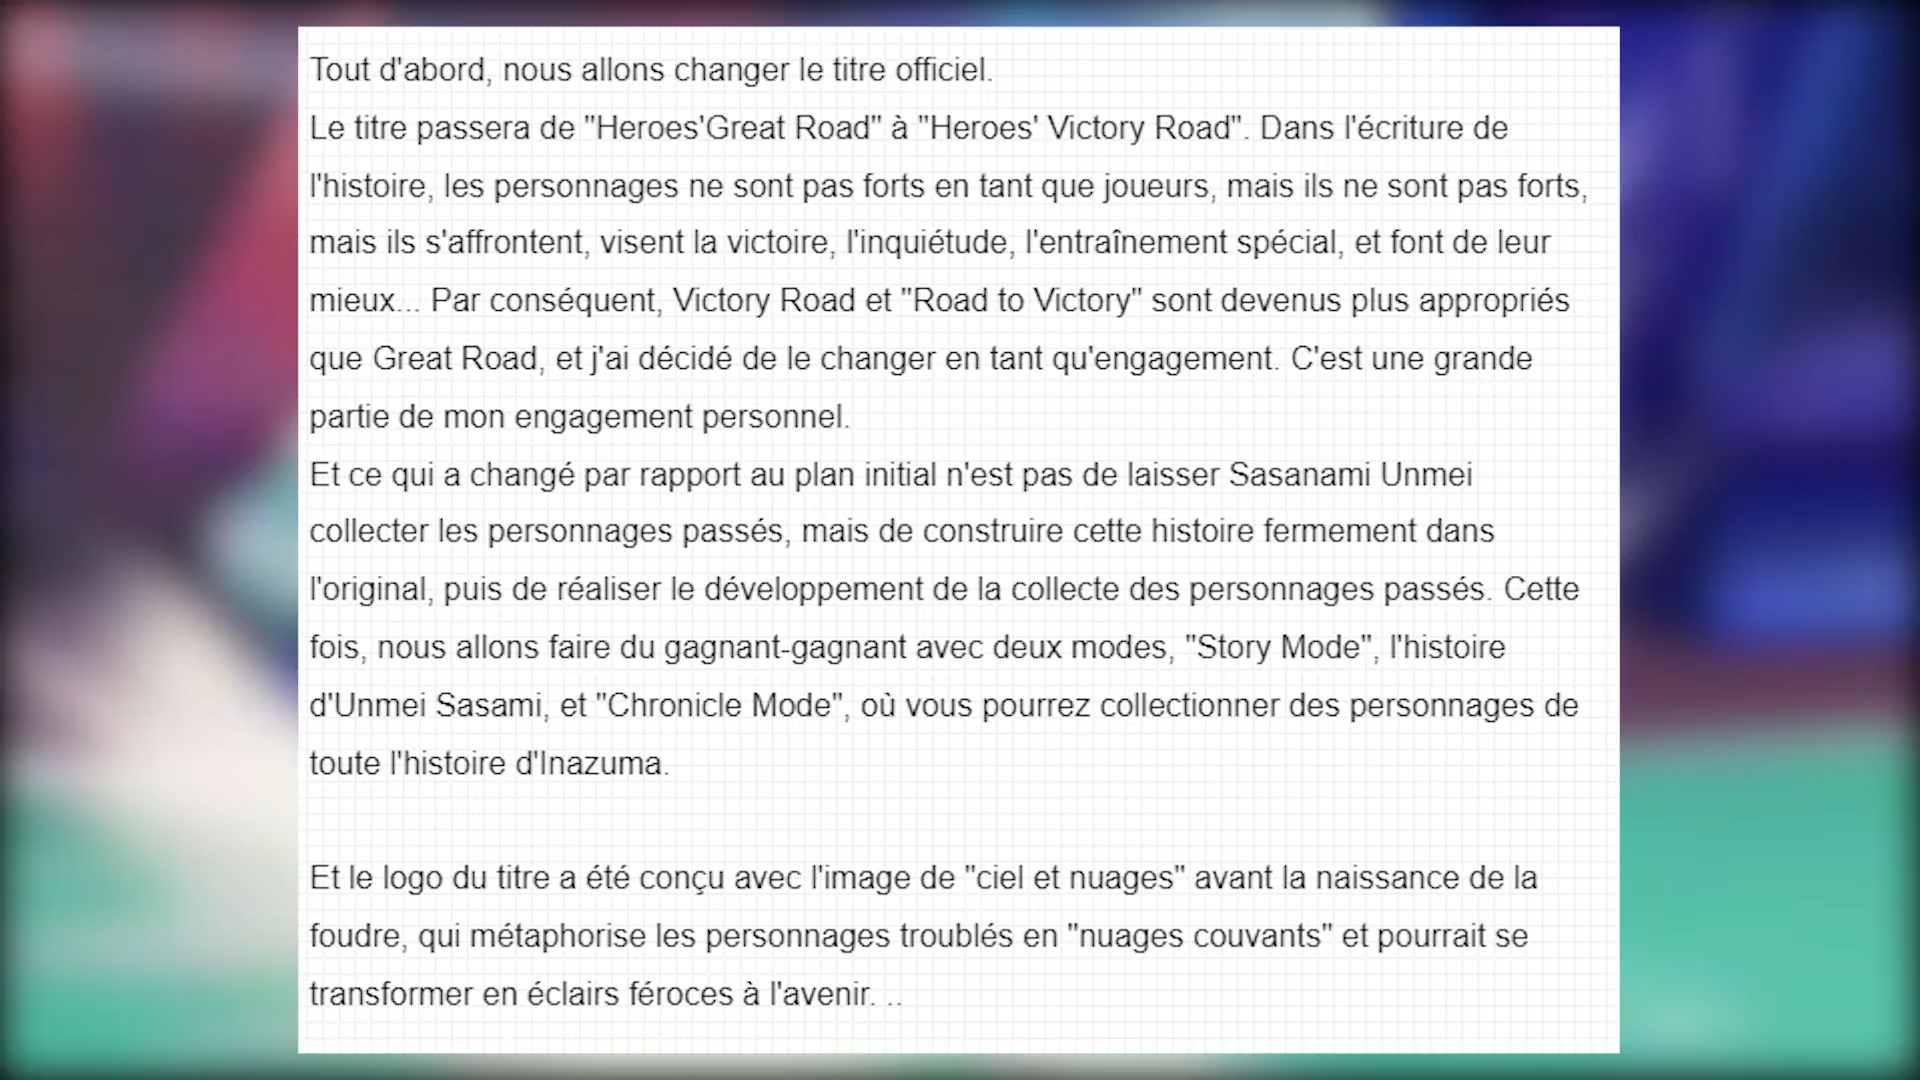 Tout d'abord, nous allons changer le titre officiel.
Le titre passera de "Heroes'Great Road" à "Heroes' Victory Road". Dans l'écriture de
l'histoire, les personnages ne sont pas forts en tant que joueurs, mais ils ne sont pas forts,
mais ils s'affrontent, visent la victoire, l'inquiétude, l'entraînement spécial, et font de leur
mieux... Par conséquent, Victory Road et "Road to Victory" sont devenus plus appropriés
que Great Road, et j'ai décidé de le changer en tant qu'engagement. C'est une grande
partie de mon engagement personnel.
Et ce qui a changé par rapport au plan initial n'est pas de laisser Sasanami Unmei
collecter les personnages passés, mais de construire cette histoire fermement dans
l'original, puis de réaliser le développement de la collecte des personnages passés. Cette
fois, nous allons faire du gagnant-gagnant avec deux modes, "Story Mode", l'histoire
d'Unmei Sasami, et "Chronicle Mode", où vous pourrez collectionner des personnages de
toute l'histoire d'Inazuma.
Et le logo du titre a été conçu avec l'image de "ciel et nuages" avant la naissance de la
foudre, qui métaphorise les personnages troublés en "nuages couvants" et pourrait se
transformer en éclairs féroces à l'avenir. ..